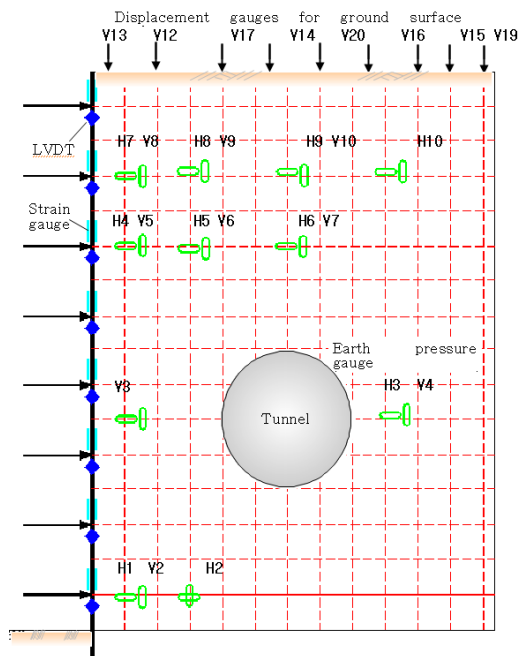 Displacement gauges for ground surface
V13 V12 V17 V14 V20 V16 V15 V19
LVDT
H7 V8 H8 V9 H9 V10 H10
Strain
gauge
H4 V5 H5 V6 H6 V7
Earth pressure
gauge
V3 H3 V4
Tunnel
H1 V2 H2